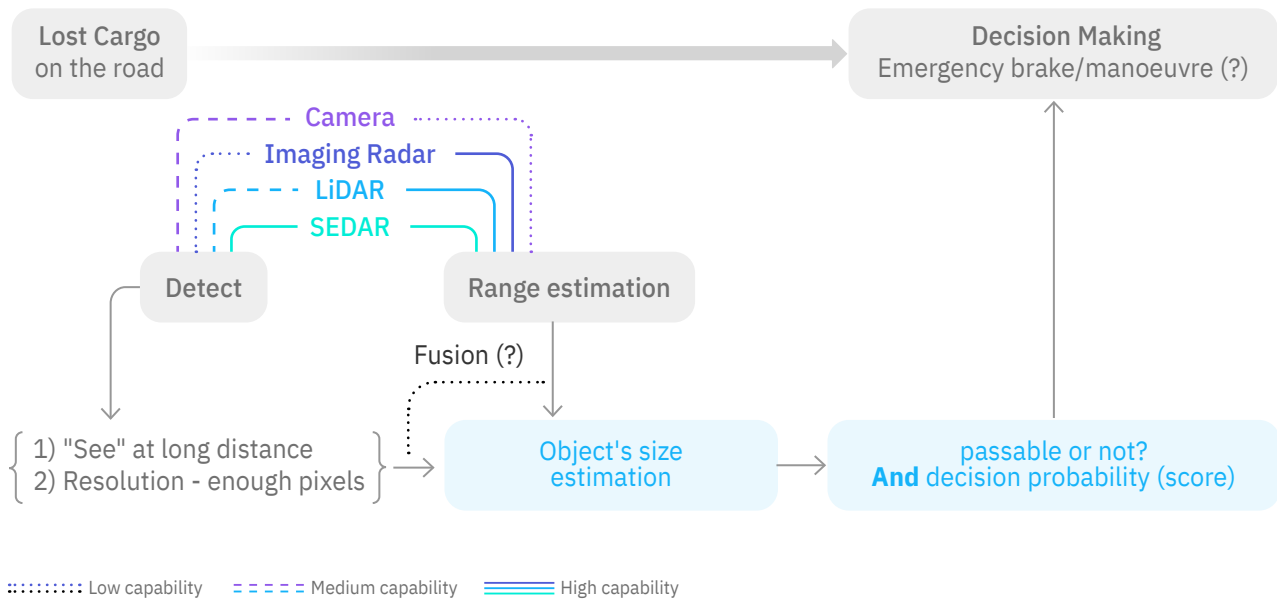 Lost Cargo
on the road
Decision Making
Emergency brake/manoeuvre (?)
Camera
Imaging Radar
LiDAR
SEDAR
Detect
Range estimation
Fusion (?)
1) "See" at long distance
2) Resolution - enough pixels
Object's size
estimation
passable or not?
And decision probability (score)
Low capability
Medium capability
High capability